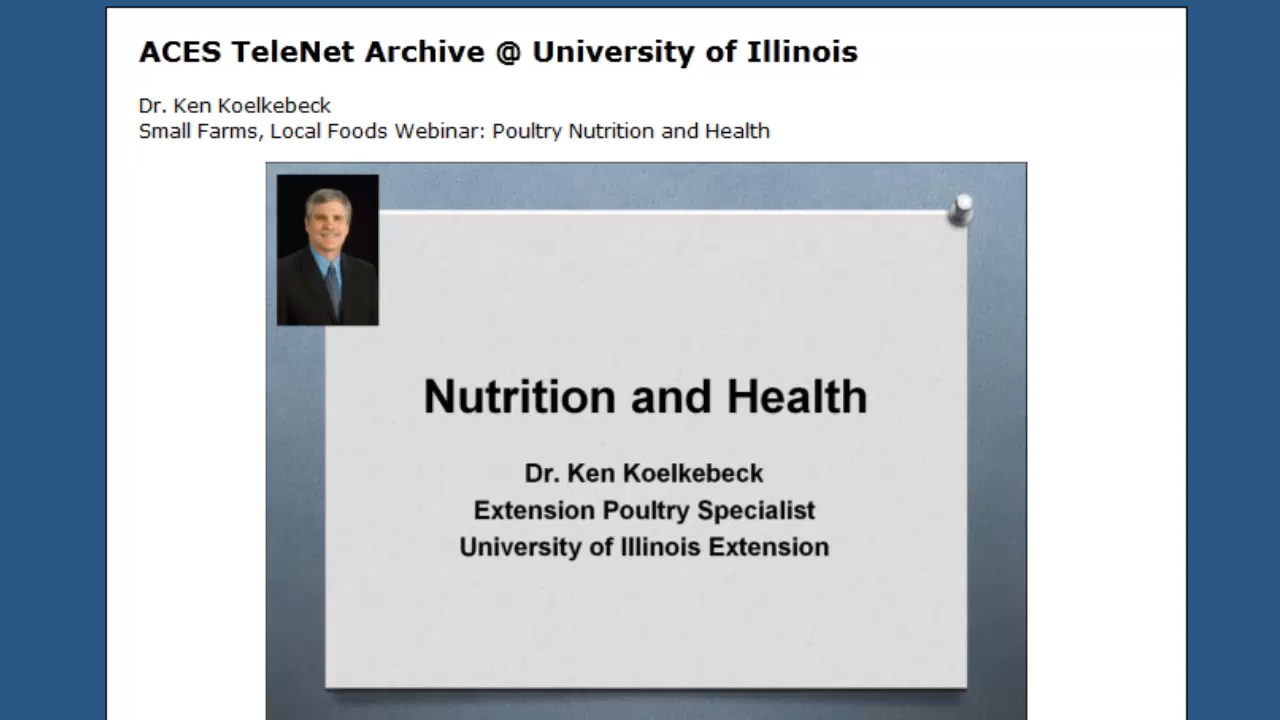 ACES TeleNet Archive @ University of Illinois
Dr. Ken Koelkebeck
Small Farms, Local Foods Webinar: Poultry Nutrition and Health
Nutrition and Health
Dr. Ken Koelkebeck
Extension Poultry Specialist
University of Illinois Extension